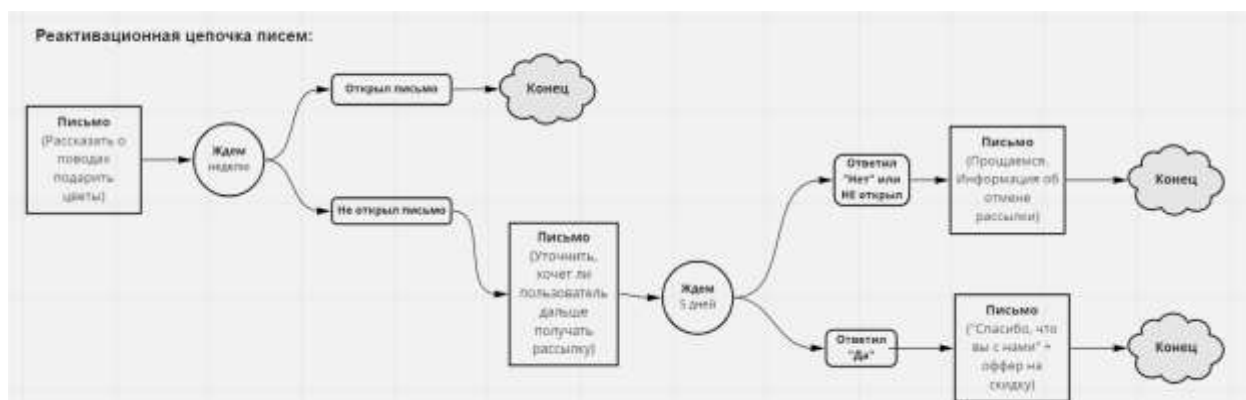 Реактивационная цепочка писем:
Письмо
(Рассказать о
поводах
подарить
цветы)
Ждем
неделю
Открыл письмо
Конец
Не открыл письмо
Письмо
(Уточнить,
хочет ли
пользователь
дальше
получать
рассылку)
Ждем
5 дней
Ответил
"Нет" или
НЕ открыл
Письмо
(Прощаемся.
Информация об
отмене
рассылки)
Конец
Ответил
"Да"
Письмо
("Спасибо, что
вы с нами" +
оффер на
скидку)
Конец